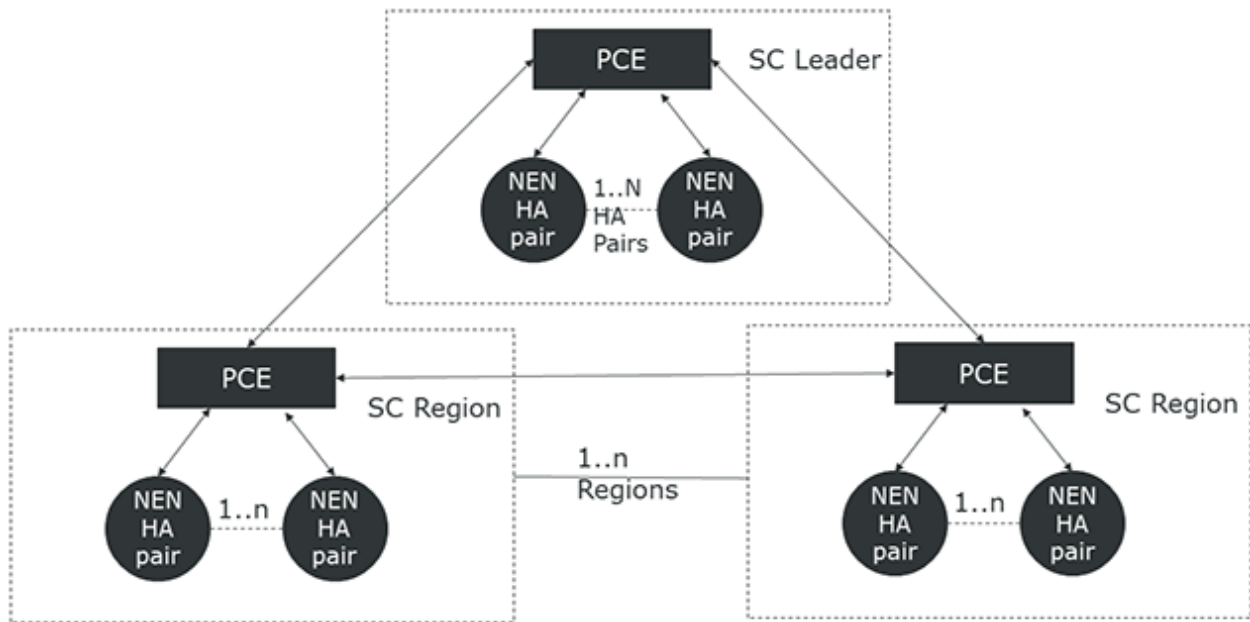 PCE
SC Leader
NEN
HA
pair
1..N
HA
Pairs
NEN
HA
pair
PCE
SC Region
NEN
HA
pair
1..n
NEN
HA
pair
1..n
Regions
PCE
SC Region
NEN
HA
pair
1..n
NEN
HA
pair